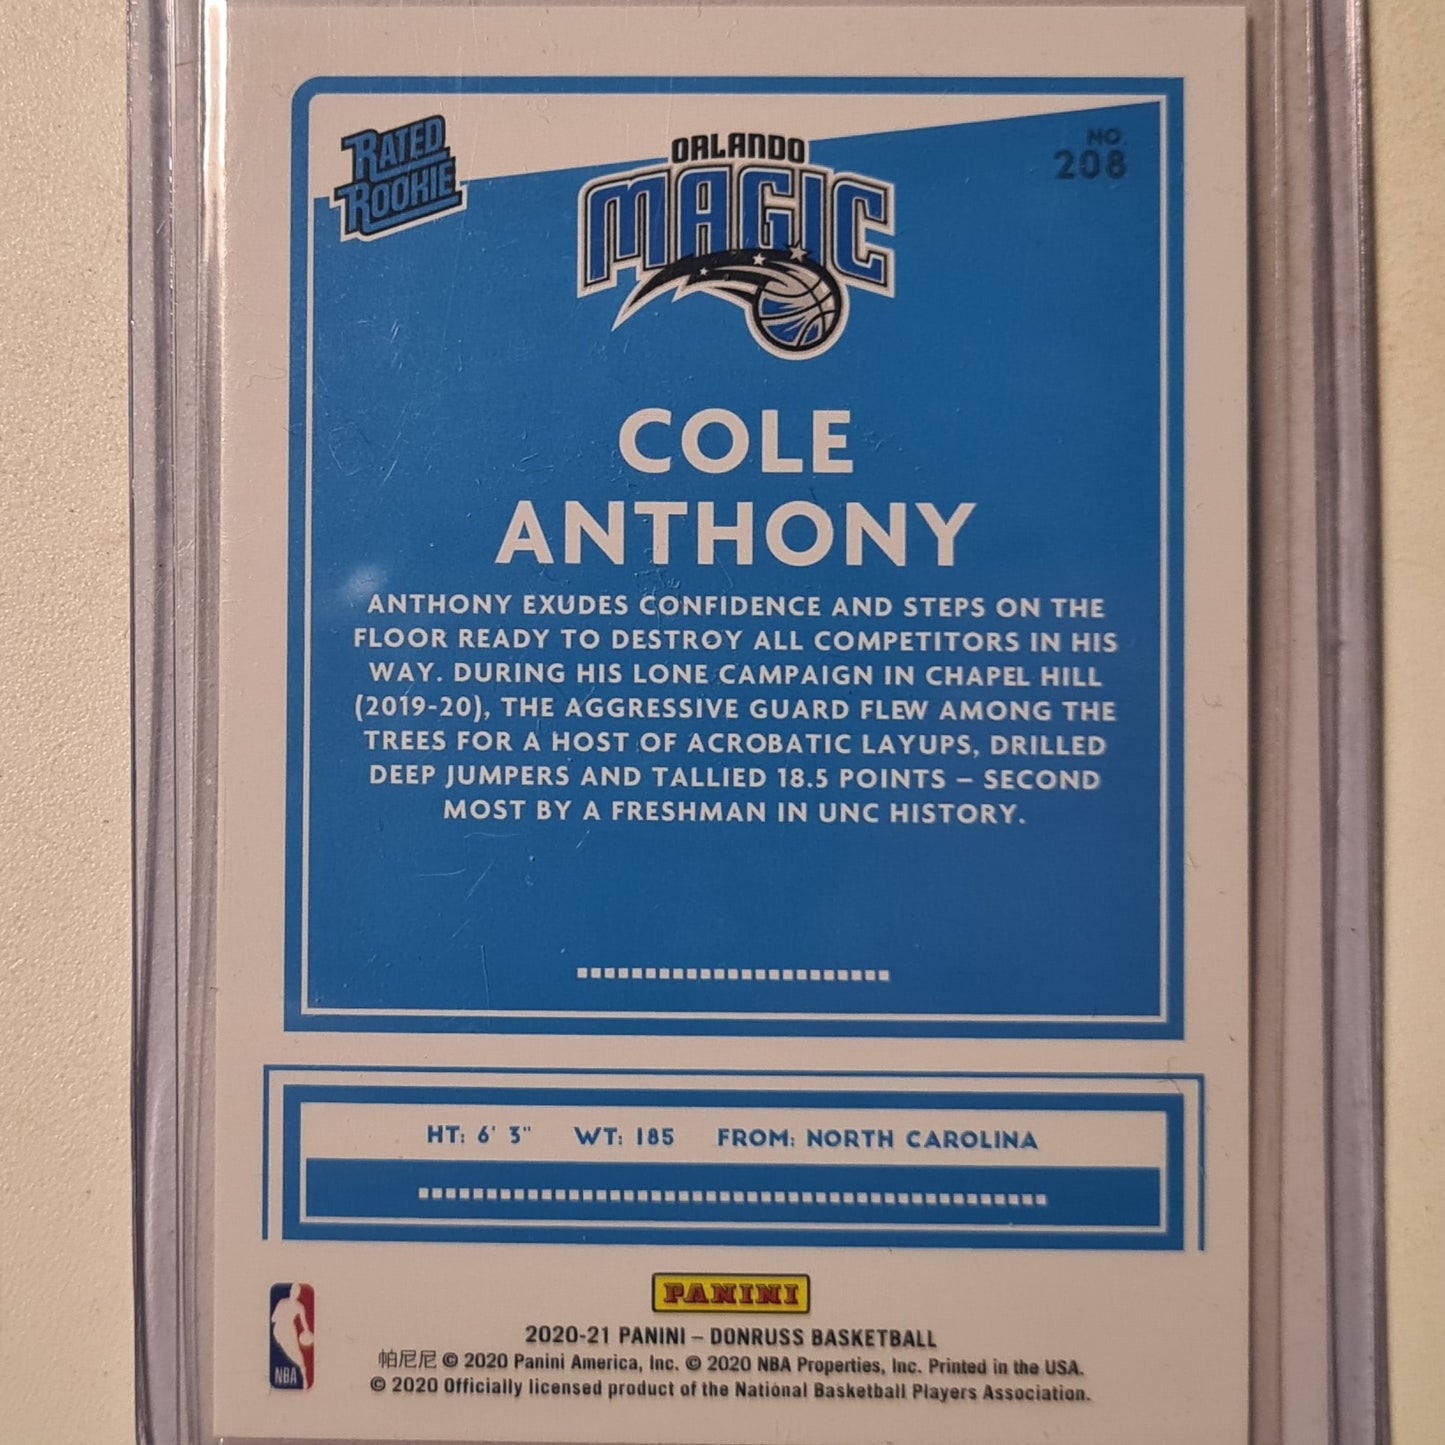 RATED
ROOKIE
ORLANDO
MAGIC
NO.
208
COLE
ANTHONY
ANTHONY EXUDES CONFIDENCE AND STEPS ON THE
FLOOR READY TO DESTROY ALL COMPETITORS IN HIS
WAY. DURING HIS LONE CAMPAIGN IN CHAPEL HILL
(2019-20), THE AGGRESSIVE GUARD FLEW AMONG THE
TREES FOR A HOST OF ACROBATIC LAYUPS, DRILLED
DEEP JUMPERS AND TALLIED 18.5 POINTS – SECOND
MOST BY A FRESHMAN IN UNC HISTORY.
HT: 6' 3" WT: 185 FROM: NORTH CAROLINA
PANINI
2020-21 PANINI – DONRUSS BASKETBALL
帕尼尼 © 2020 Panini America, Inc. © 2020 NBA Properties, Inc. Printed in the USA.
© 2020 Officially licensed product of the National Basketball Players Association.
NBA